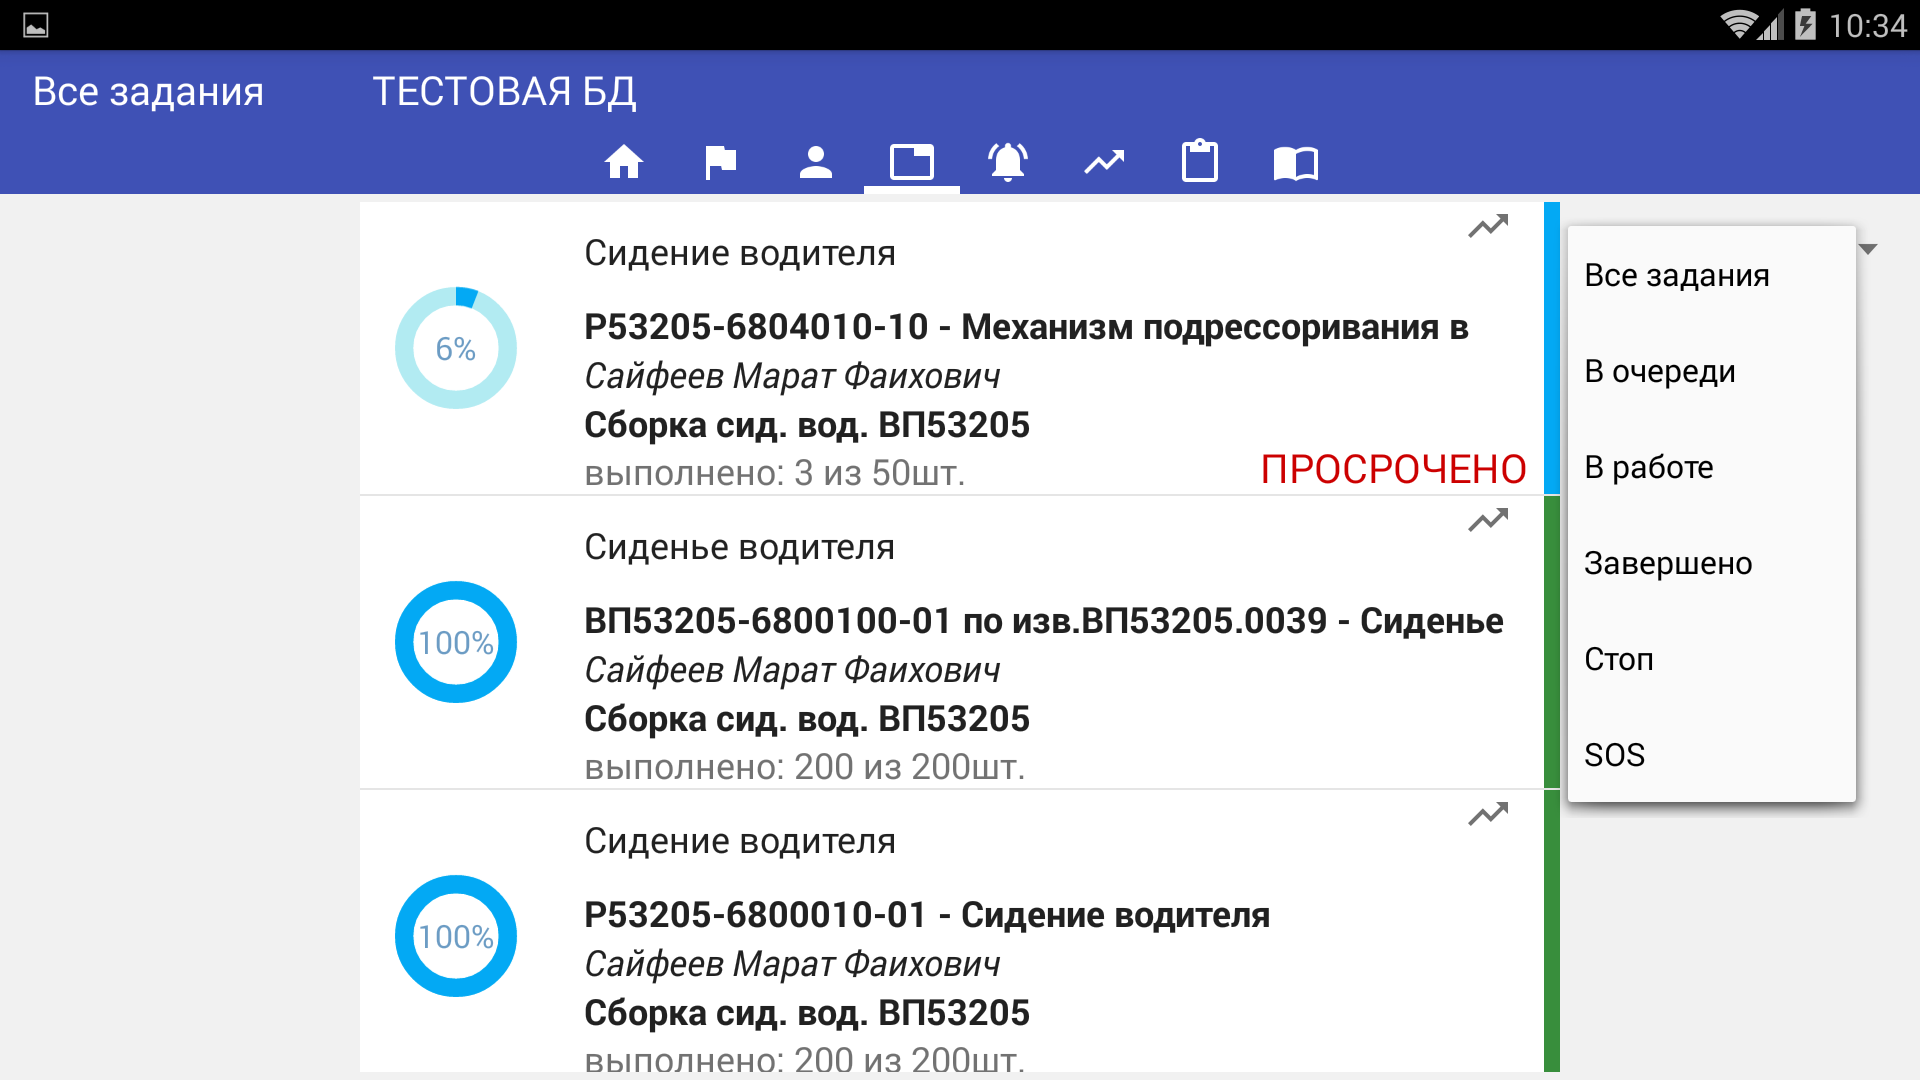 10:34
Все задания
ТЕСТОВАЯ БД
Сидение водителя
6%
Р53205-6804010-10 - Механизм подрессоривания в
Сайфеев Марат Фаихович
Сборка сид. вод. ВП53205
выполнено: 3 из 50шт.
ПРОСРОЧЕНО
Сиденье водителя
100%
ВП53205-6800100-01 по изв.ВП53205.0039 - Сиденье
Сайфеев Марат Фаихович
Сборка сид. вод. ВП53205
выполнено: 200 из 200шт.
Сидение водителя
100%
Р53205-6800010-01 - Сидение водителя
Сайфеев Марат Фаихович
Сборка сид. вод. ВП53205
выполнено: 200 из 200шт.
Все задания
В очереди
В работе
Завершено
Стоп
SOS